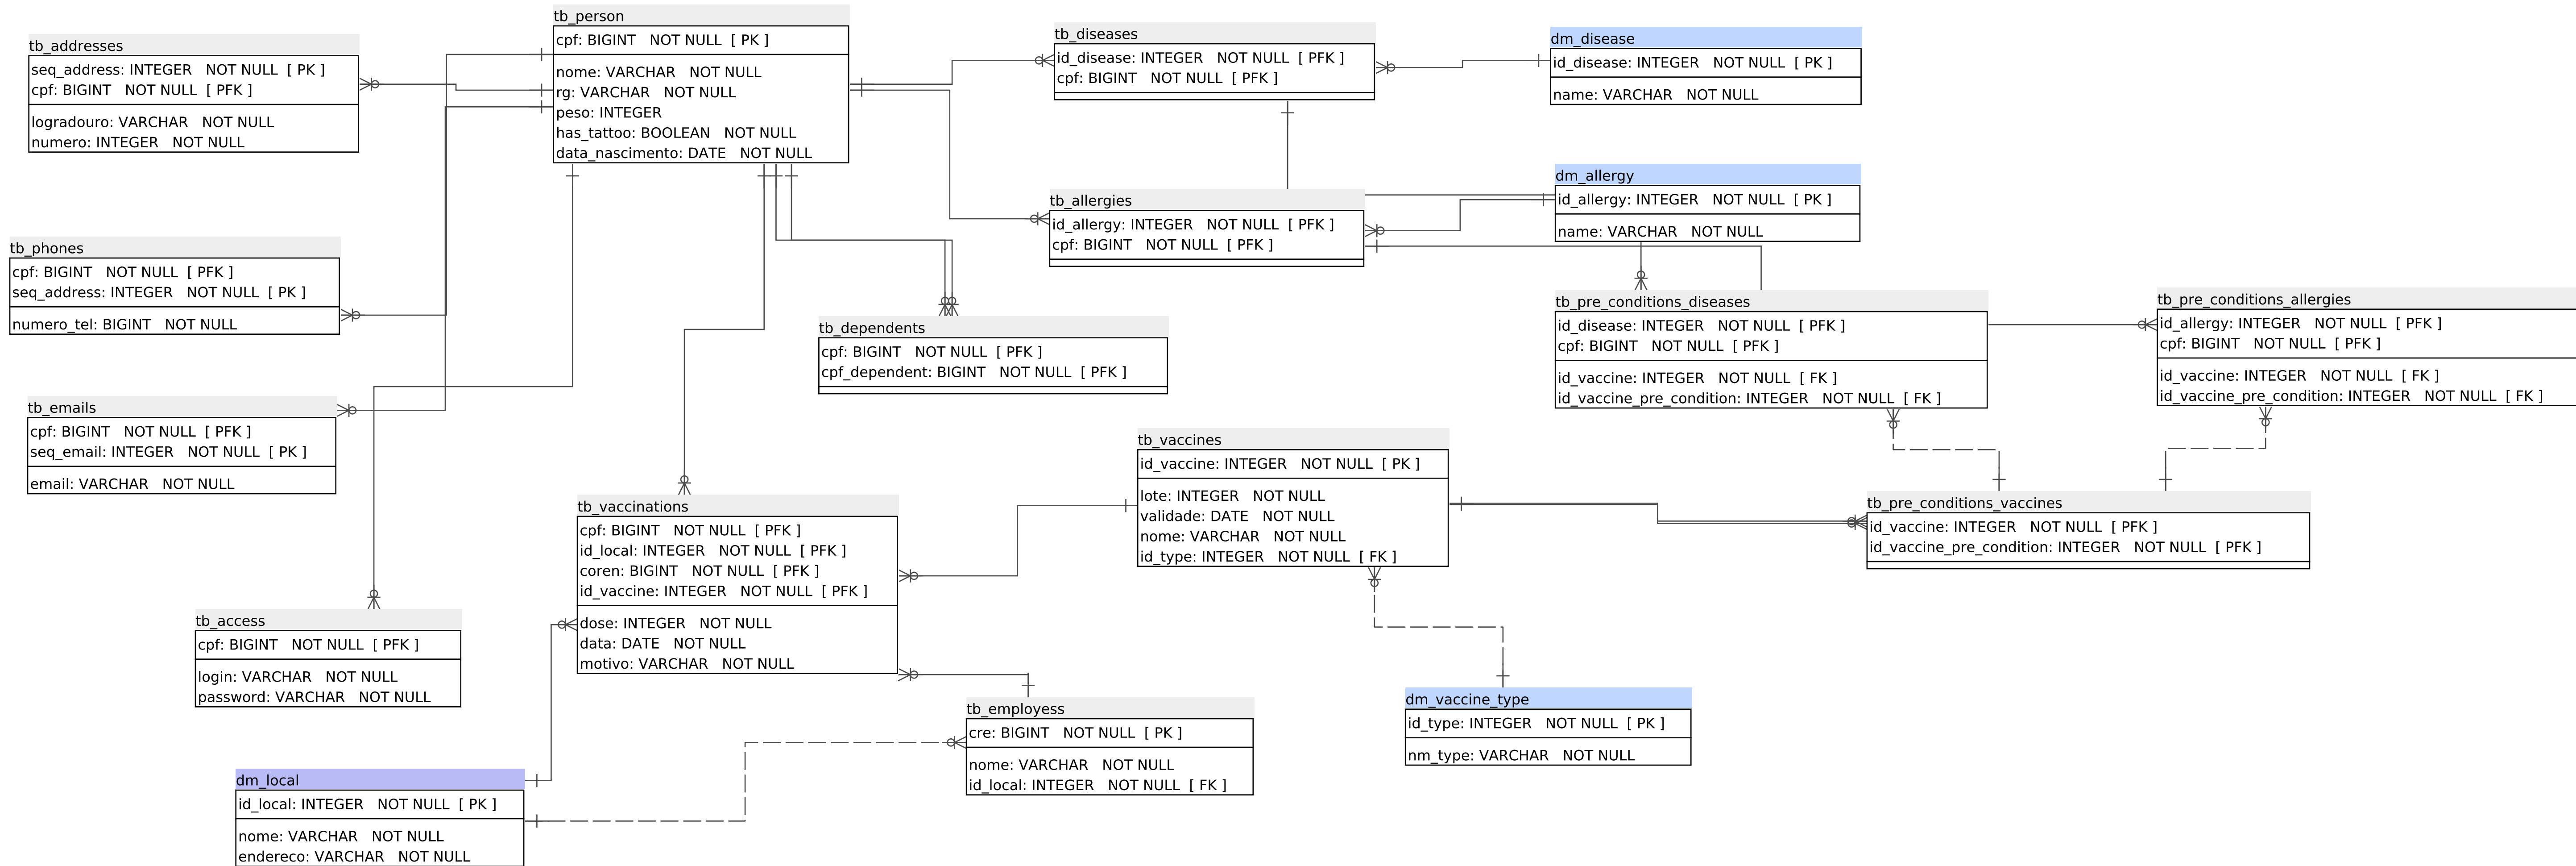 tb_person
cpf: BIGINT NOT NULL [ PK ]
nome: VARCHAR NOT NULL
rg: VARCHAR NOT NULL
peso: INTEGER
has_tattoo: BOOLEAN NOT NULL
data_nascimento: DATE NOT NULL
tb_addresses
seq_address: INTEGER NOT NULL [ PK ]
cpf: BIGINT NOT NULL [ PFK ]
logradouro: VARCHAR NOT NULL
numero: INTEGER NOT NULL
tb_diseases
id_disease: INTEGER NOT NULL [ PFK ]
cpf: BIGINT NOT NULL [ PFK ]
dm_disease
id_disease: INTEGER NOT NULL [ PK ]
name: VARCHAR NOT NULL
dm_allergy
id_allergy: INTEGER NOT NULL [ PK ]
name: VARCHAR NOT NULL
tb_allergies
id_allergy: INTEGER NOT NULL [ PFK ]
cpf: BIGINT NOT NULL [ PFK ]
tb_phones
cpf: BIGINT NOT NULL [ PFK ]
seq_address: INTEGER NOT NULL [ PK ]
numero_tel: BIGINT NOT NULL
tb_dependents
cpf: BIGINT NOT NULL [ PFK ]
cpf_dependent: BIGINT NOT NULL [ PFK ]
tb_pre_conditions_diseases
id_disease: INTEGER NOT NULL [ PFK ]
cpf: BIGINT NOT NULL [ PFK ]
id_vaccine: INTEGER NOT NULL [ FK ]
id_vaccine_pre_condition: INTEGER NOT NULL [ FK ]
tb_pre_conditions_allergies
id_allergy: INTEGER NOT NULL [ PFK ]
cpf: BIGINT NOT NULL [ PFK ]
id_vaccine: INTEGER NOT NULL [ FK ]
id_vaccine_pre_condition: INTEGER NOT NULL [ FK ]
tb_emails
cpf: BIGINT NOT NULL [ PFK ]
seq_email: INTEGER NOT NULL [ PK ]
email: VARCHAR NOT NULL
tb_vaccines
id_vaccine: INTEGER NOT NULL [ PK ]
lote: INTEGER NOT NULL
validade: DATE NOT NULL
nome: VARCHAR NOT NULL
id_type: INTEGER NOT NULL [ FK ]
tb_pre_conditions_vaccines
id_vaccine: INTEGER NOT NULL [ PFK ]
id_vaccine_pre_condition: INTEGER NOT NULL [ PFK ]
tb_vaccinations
cpf: BIGINT NOT NULL [ PFK ]
id_local: INTEGER NOT NULL [ PFK ]
coren: BIGINT NOT NULL [ PFK ]
id_vaccine: INTEGER NOT NULL [ PFK ]
dose: INTEGER NOT NULL
data: DATE NOT NULL
motivo: VARCHAR NOT NULL
tb_access
cpf: BIGINT NOT NULL [ PFK ]
login: VARCHAR NOT NULL
password: VARCHAR NOT NULL
tb_employess
cre: BIGINT NOT NULL [ PK ]
nome: VARCHAR NOT NULL
id_local: INTEGER NOT NULL [ FK ]
dm_vaccine_type
id_type: INTEGER NOT NULL [ PK ]
nm_type: VARCHAR NOT NULL
dm_local
id_local: INTEGER NOT NULL [ PK ]
nome: VARCHAR NOT NULL
endereco: VARCHAR NOT NULL